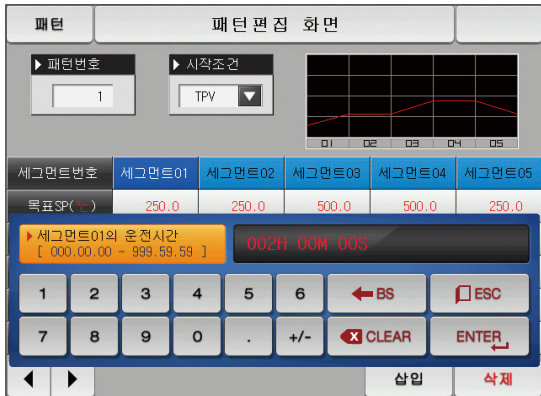 패턴
패턴편집 화면
▶ 패턴번호
1
▶ 시작조건
TPV
01 02 03 04 05
세그먼트번호 세그먼트01 세그먼트02 세그먼트03 세그먼트04 세그먼트05
목표SP(℃) 250.0 250.0 500.0 500.0 250.0
▶ 세그먼트01의 운전시간
[ 000.00.00 ~ 999.59.59 ]
002H 00M 00S
1 2 3 4 5 6 BS ESC
7 8 9 0 . +/- CLEAR ENTER
삽입 삭제